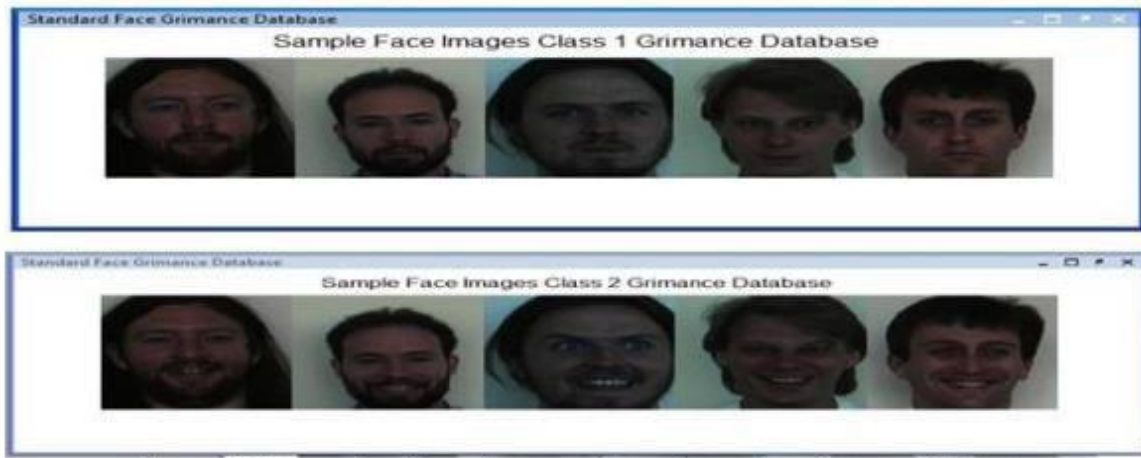 Standard Face Grimance Database
Sample Face Images Class 1 Grimance Database
Standard Face Grimance Database
Sample Face Images Class 2 Grimance Database